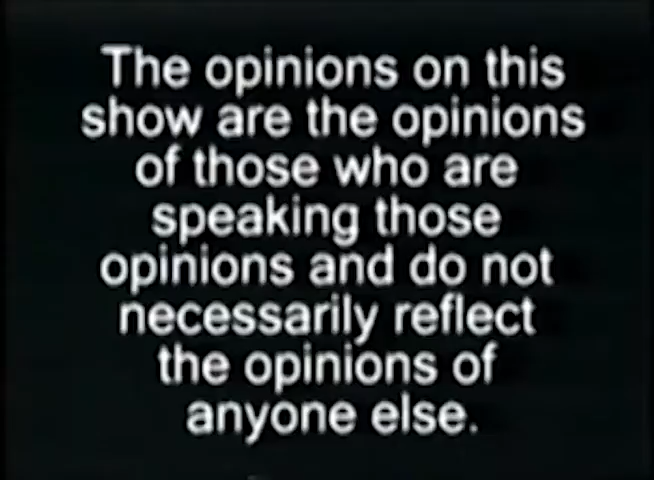 The opinions on this
show are the opinions
of those who are
speaking those
opinions and do not
necessarily reflect
the opinions of
anyone else.